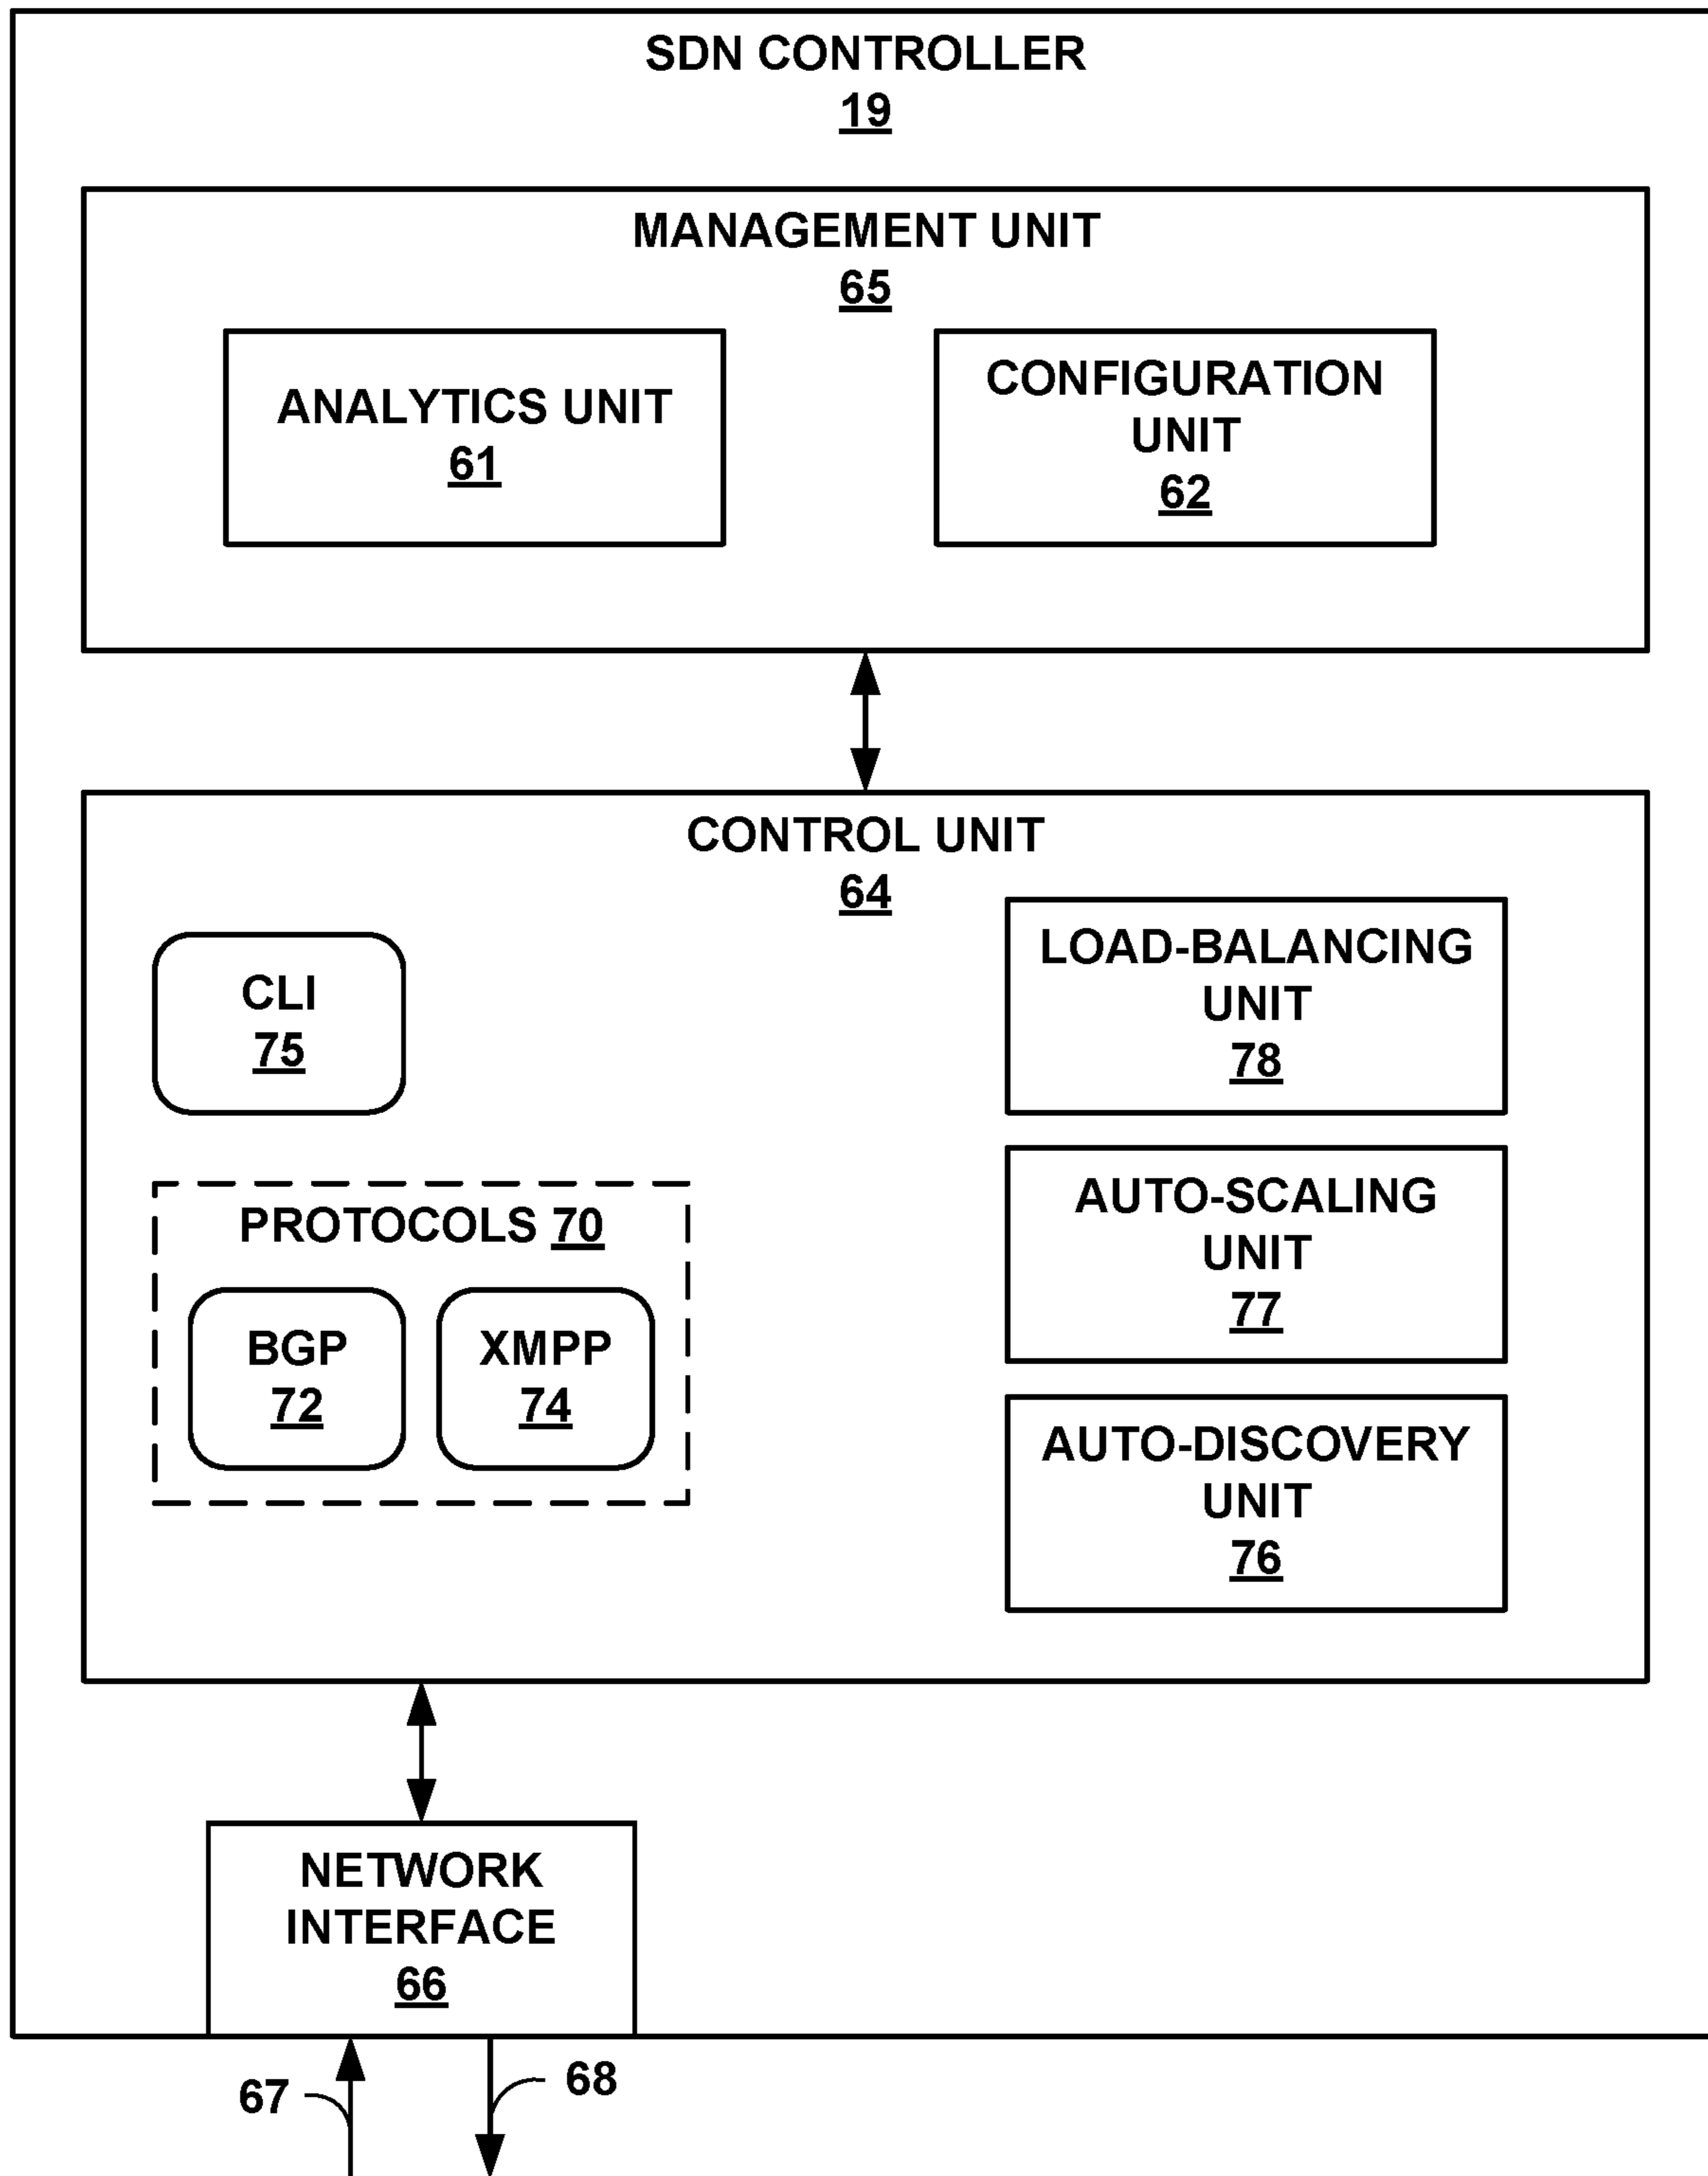 SDN CONTROLLER
19
MANAGEMENT UNIT
65
ANALYTICS UNIT
61
CONFIGURATION
UNIT
62
CONTROL UNIT
64
CLI
75
PROTOCOLS 70
BGP
72
XMPP
74
LOAD-BALANCING
UNIT
78
AUTO-SCALING
UNIT
77
AUTO-DISCOVERY
UNIT
76
NETWORK
INTERFACE
66
67
68